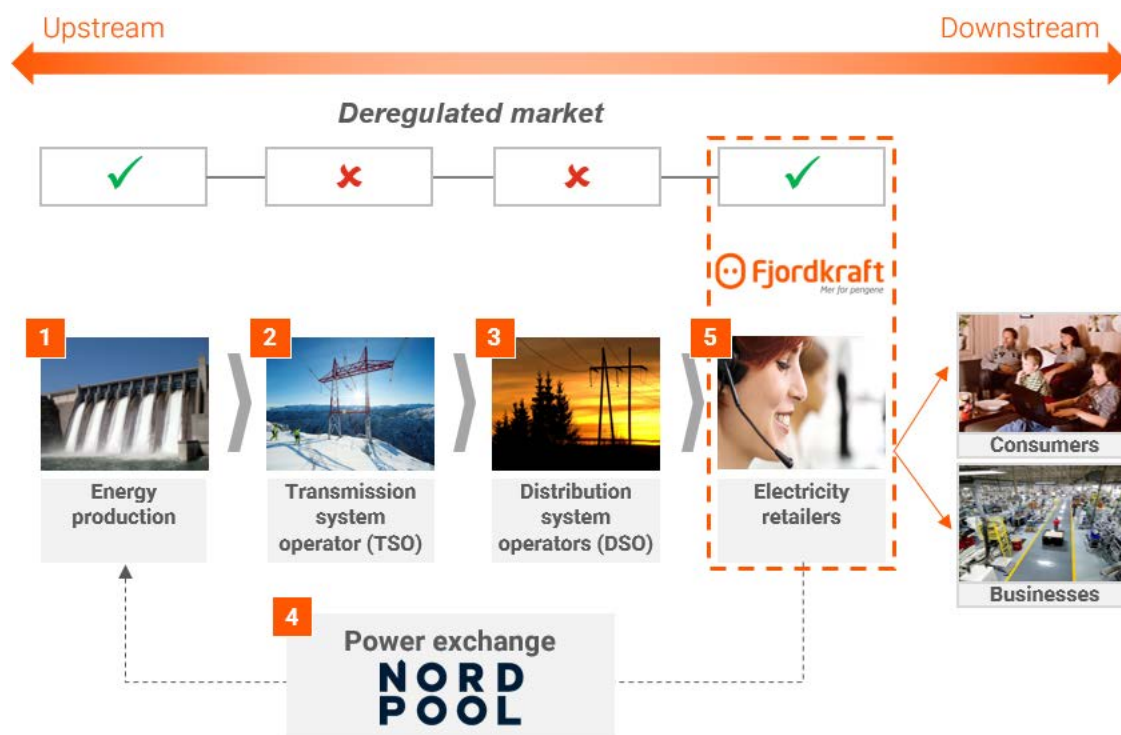 Upstream
Downstream
Deregulated market
Fjordkraft
Mer for pengene
1
2
3
5
Energy
production
Transmission
system
operator (TSO)
Distribution
system
operators (DSO)
Electricity
retailers
Consumers
Businesses
4
Power exchange
NORD
POOL